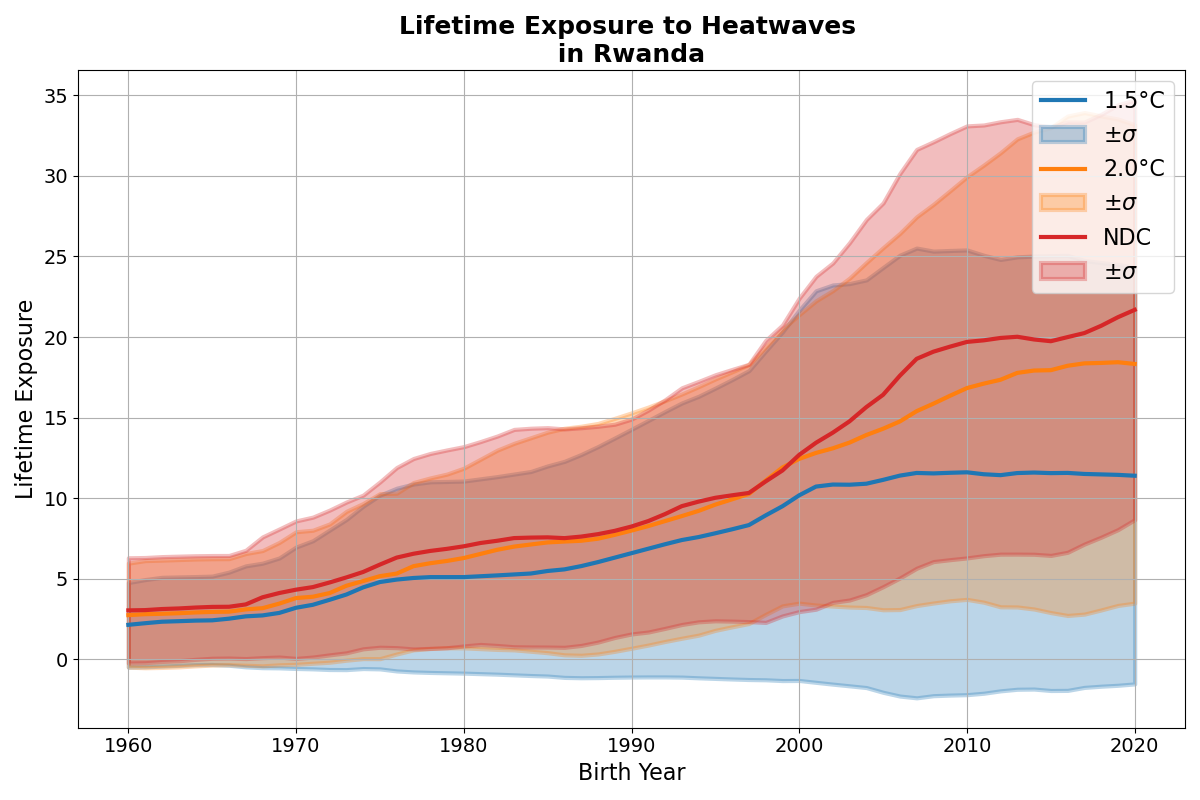 Lifetime Exposure to Heatwaves
in Rwanda
Lifetime Exposure
35
30
25
20
15
10
5
0
1960
1970
1980
1990
2000
2010
2020
Birth Year
1.5°C
±σ
2.0°C
±σ
NDC
±σ